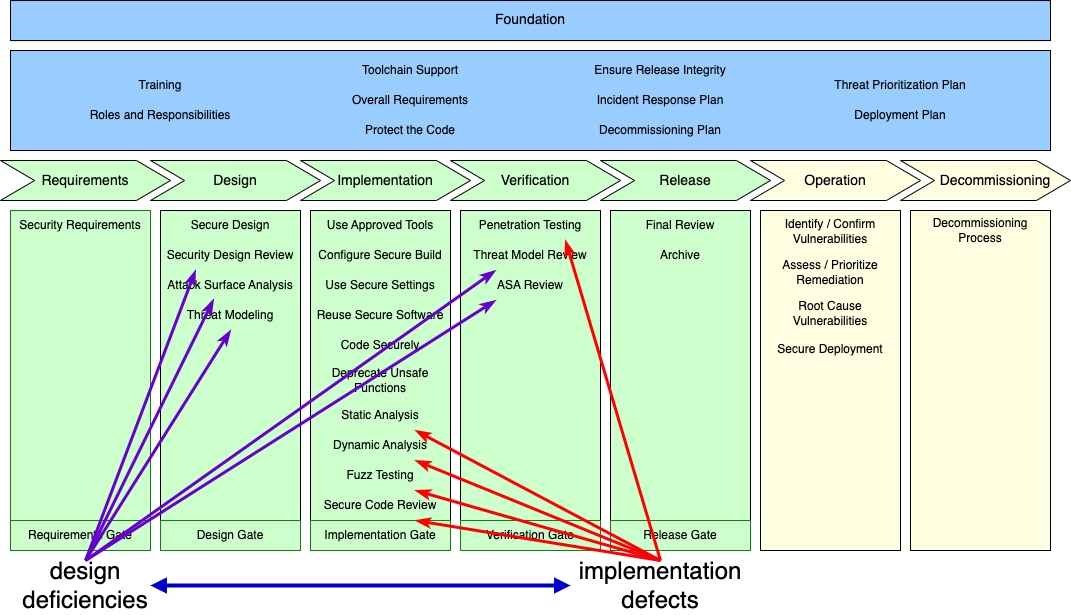 Foundation
Training
Roles and Responsibilities
Toolchain Support
Overall Requirements
Protect the Code
Ensure Release Integrity
Incident Response Plan
Decommissioning Plan
Threat Prioritization Plan
Deployment Plan
Requirements
Design
Implementation
Verification
Release
Operation
Decommissioning
Security Requirements
Requirements Gate
Secure Design
Security Design Review
Attack Surface Analysis
Threat Modeling
Design Gate
Use Approved Tools
Configure Secure Build
Use Secure Settings
Reuse Secure Software
Code Securely
Deprecate Unsafe
Functions
Static Analysis
Dynamic Analysis
Fuzz Testing
Secure Code Review
Implementation Gate
Penetration Testing
Threat Model Review
ASA Review
Verification Gate
Final Review
Archive
Release Gate
Identify / Confirm
Vulnerabilities
Assess / Prioritize
Remediation
Root Cause
Vulnerabilities
Secure Deployment
Decommissioning
Process
design
deficiencies
implementation
defects